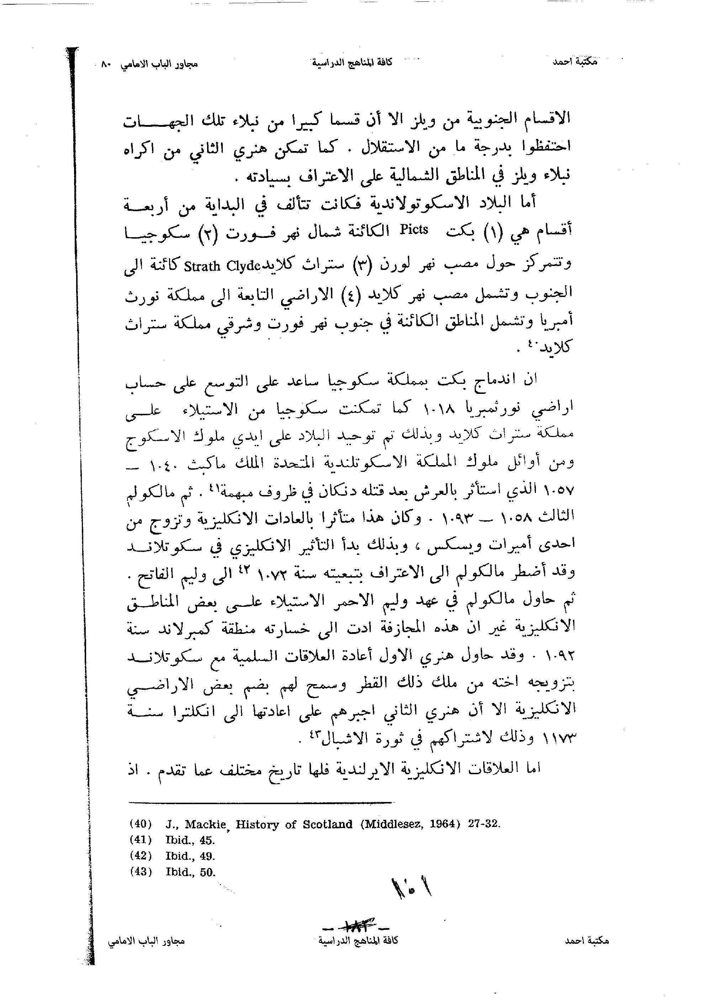 مكتبة احمد كافة المناهج الدراسية مجاور الباب الامامي ٨٠
الاقسام الجنوبية من ويلز الا أن قسما كبيرا من نبلاء تلك الجهـــات
احتفظوا بدرجة ما من الاستقلال . كما تمكن هنري الثاني من اكراه
نبلاء ويلز في المناطق الشمالية على الاعتراف بسيادته .
أما البلاد الاسكوتولاندية فكانت تتألف في البداية من أربعـة
أقسام هي (١) بكت Picts الكائنة شمال نهر فـورت (٢) سكوجيـا
وتتمركز حول مصب نهر لورن (٣) ستراث كلايد Strath Clyde كائنة الى
الجنوب وتشمل مصب نهر كلايد (٤) الاراضي التابعة الى مملكة نورث
أمبريا وتشمل المناطق الكائنة في جنوب نهر فورت وشرقي مملكة ستراث
كلايد٤٠ .
ان اندماج بكت بمملكة سكوجيا ساعد على التوسع على حساب
اراضي نورثمبريا ١٠١٨ كما تمكنت سكوجيا من الاستيلاء علـى
مملكة ستراث كلايد وبذلك تم توحيد البلاد على ايدي ملوك الاسكوج
ومن أوائل ملوك المملكة الاسكوتلندية المتحدة الملك ماكبث ١٠٤٠ —
١٠٥٧ الذي استأثر بالعرش بعد قتله دنكان في ظروف مبهمة٤١ . ثم مالكولم
الثالث ١٠٥٨ — ١٠٩٣ . وكان هذا متأثرا بالعادات الانكليزية وتزوج من
احدى أميرات ويسكس ، وبذلك بدأ التأثير الانكليزي في سكوتلانـد
وقد أضطر مالكولم الى الاعتراف بتبعيته سنة ١٠٧٢ ٤٢ الى وليم الفاتح .
ثم حاول مالكولم في عهد وليم الاحمر الاستيلاء علـى بعض المناطـق
الانكليزية غير ان هذه المجازفة ادت الى خسارته منطقة كمبرلاند سنة
١٠٩٢ . وقد حاول هنري الاول أعادة العلاقات السلمية مع سكوتلانـد
بتزويجه اخته من ملك ذلك القطر وسمح لهم بضم بعض الاراضـي
الانكليزية الا أن هنري الثاني اجبرهم على اعادتها الى انكلترا سنـة
١١٧٣ وذلك لاشتراكهم في ثورة الاشبال٤٣ .
اما العلاقات الانكليزية الايرلندية فلها تاريخ مختلف عما تقدم . اذ
(40) J., Mackie, History of Scotland (Middlesez, 1964) 27-32.
(41) Ibid., 45.
(42) Ibid., 49.
(43) Ibid., 50.
— ١٨٣ —
مكتبة احمد كافة المناهج الدراسية مجاور الباب الامامي